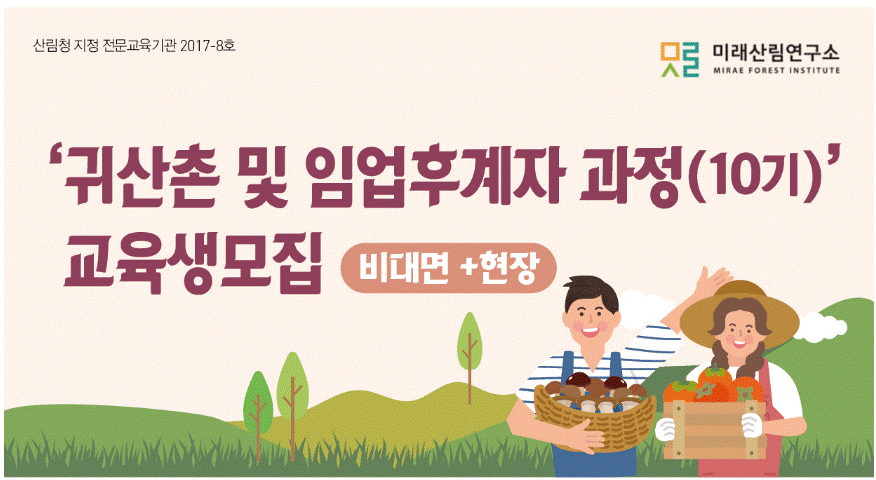 산림청 지정 전문교육기관 2017-8호
미래산림연구소
MIRAE FOREST INSTITUTE
‘귀산촌 및 임업후계자 과정(10기)’
교육생모집 비대면 +현장